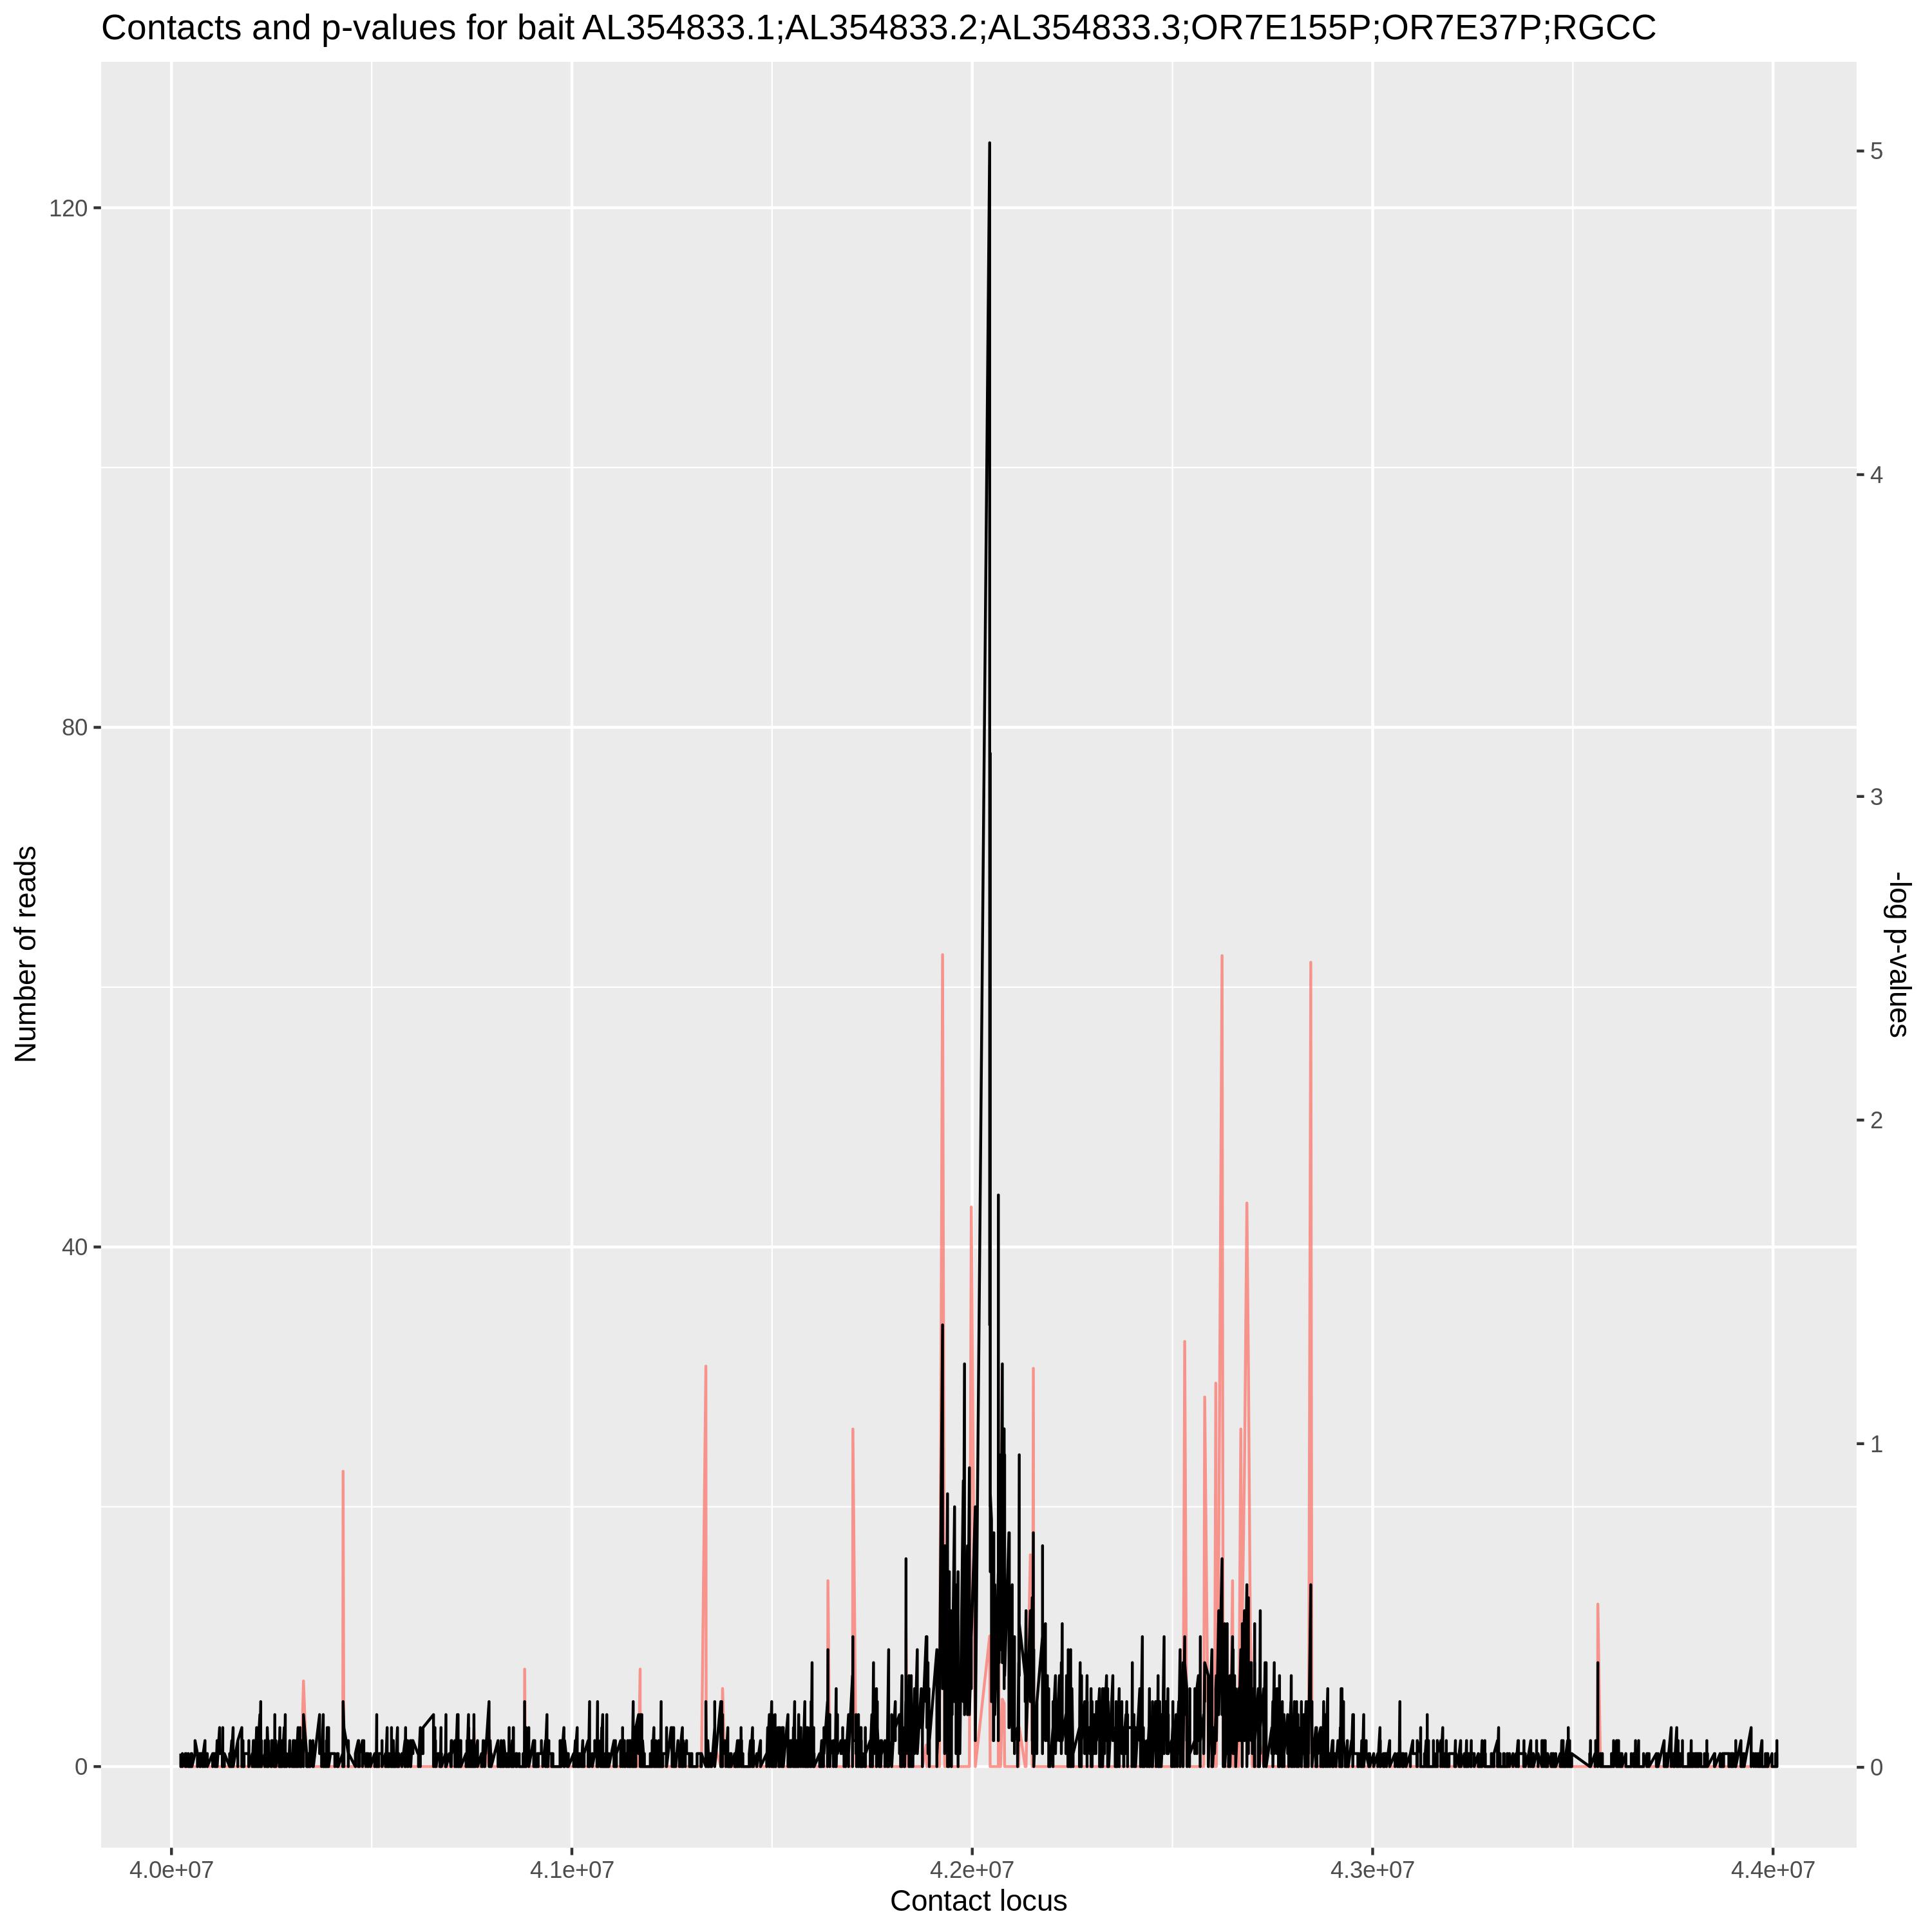 Contacts and p-values for bait AL354833.1;AL354833.2;AL354833.3;OR7E155P;OR7E37P;RGCC
120
80
40
0
Number of reads
5
4
3
2
1
0
-log p-values
4.0e+07
4.1e+07
4.2e+07
4.3e+07
4.4e+07
Contact locus